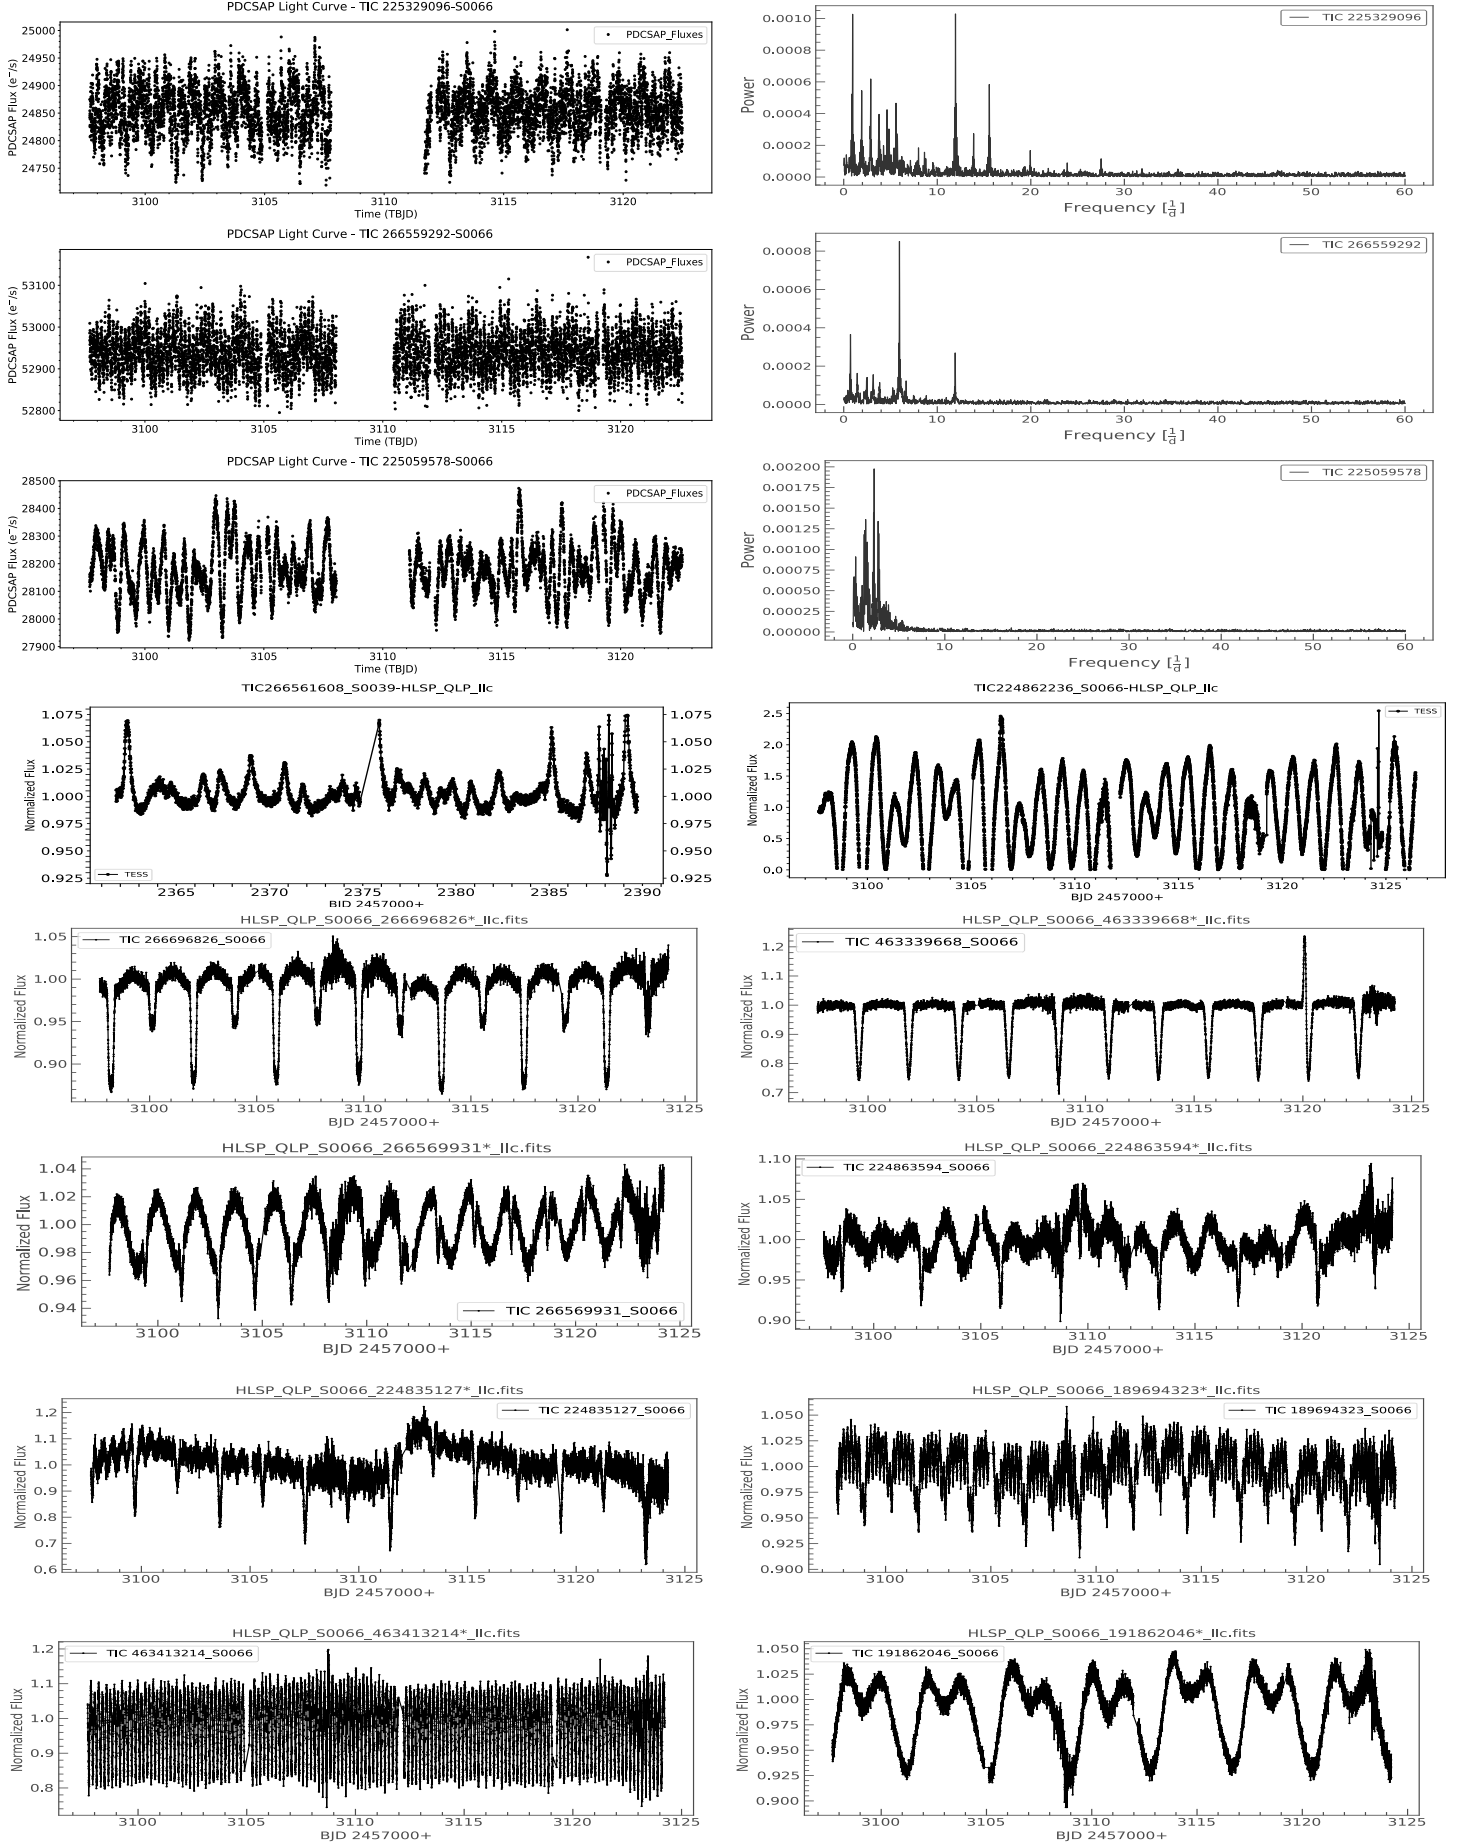 PDCSAP Light Curve - TIC 225329096-S0066
25000
24950
24900
24850
24800
24750
PDCSAP Flux (e⁻/s)
PDCSAP_Fluxes
3100 3105 3110 3115 3120
Time (TBJD)
0.0010
0.0008
0.0006
0.0004
0.0002
0.0000
Power
TIC 225329096
0 10 20 30 40 50 60
Frequency [1/d]
PDCSAP Light Curve - TIC 266559292-S0066
53100
53000
52900
52800
PDCSAP Flux (e⁻/s)
PDCSAP_Fluxes
3100 3105 3110 3115 3120
Time (TBJD)
0.0008
0.0006
0.0004
0.0002
0.0000
Power
TIC 266559292
0 10 20 30 40 50 60
Frequency [1/d]
PDCSAP Light Curve - TIC 225059578-S0066
28500
28400
28300
28200
28100
28000
27900
PDCSAP Flux (e⁻/s)
PDCSAP_Fluxes
3100 3105 3110 3115 3120
Time (TBJD)
0.00200
0.00175
0.00150
0.00125
0.00100
0.00075
0.00050
0.00025
0.00000
Power
TIC 225059578
0 10 20 30 40 50 60
Frequency [1/d]
TIC266561608_S0039-HLSP_QLP_llc
1.075 1.075
1.050 1.050
1.025 1.025
1.000 1.000
0.975 0.975
0.950 0.950
0.925 0.925
Normalized Flux
TESS
2365 2370 2375 2380 2385 2390
BJD 2457000+
TIC224862236_S0066-HLSP_QLP_llc
2.5
2.0
1.5
1.0
0.5
0.0
Normalized Flux
TESS
3100 3105 3110 3115 3120 3125
BJD 2457000+
HLSP_QLP_S0066_266696826*_llc.fits
1.05
1.00
0.95
0.90
Normalized Flux
TIC 266696826_S0066
3100 3105 3110 3115 3120 3125
BJD 2457000+
HLSP_QLP_S0066_463339668*_llc.fits
1.2
1.1
1.0
0.9
0.8
0.7
Normalized Flux
TIC 463339668_S0066
3100 3105 3110 3115 3120 3125
BJD 2457000+
HLSP_QLP_S0066_266569931*_llc.fits
1.04
1.02
1.00
0.98
0.96
0.94
Normalized Flux
TIC 266569931_S0066
3100 3105 3110 3115 3120 3125
BJD 2457000+
HLSP_QLP_S0066_224863594*_llc.fits
1.10
1.05
1.00
0.95
0.90
Normalized Flux
TIC 224863594_S0066
3100 3105 3110 3115 3120 3125
BJD 2457000+
HLSP_QLP_S0066_224835127*_llc.fits
1.2
1.1
1.0
0.9
0.8
0.7
0.6
Normalized Flux
TIC 224835127_S0066
3100 3105 3110 3115 3120 3125
BJD 2457000+
HLSP_QLP_S0066_189694323*_llc.fits
1.050
1.025
1.000
0.975
0.950
0.925
0.900
Normalized Flux
TIC 189694323_S0066
3100 3105 3110 3115 3120 3125
BJD 2457000+
HLSP_QLP_S0066_463413214*_llc.fits
1.2
1.1
1.0
0.9
0.8
Normalized Flux
TIC 463413214_S0066
3100 3105 3110 3115 3120 3125
BJD 2457000+
HLSP_QLP_S0066_191862046*_llc.fits
1.050
1.025
1.000
0.975
0.950
0.925
0.900
Normalized Flux
TIC 191862046_S0066
3100 3105 3110 3115 3120 3125
BJD 2457000+